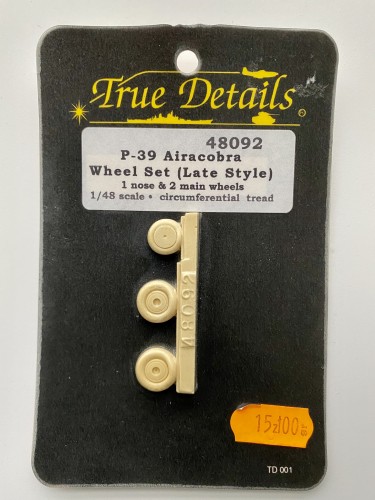 True Details
48092
P-39 Airacobra
Wheel Set (Late Style)
1 nose & 2 main wheels
1/48 scale • circumferential tread
48092
15zł00
TD 001